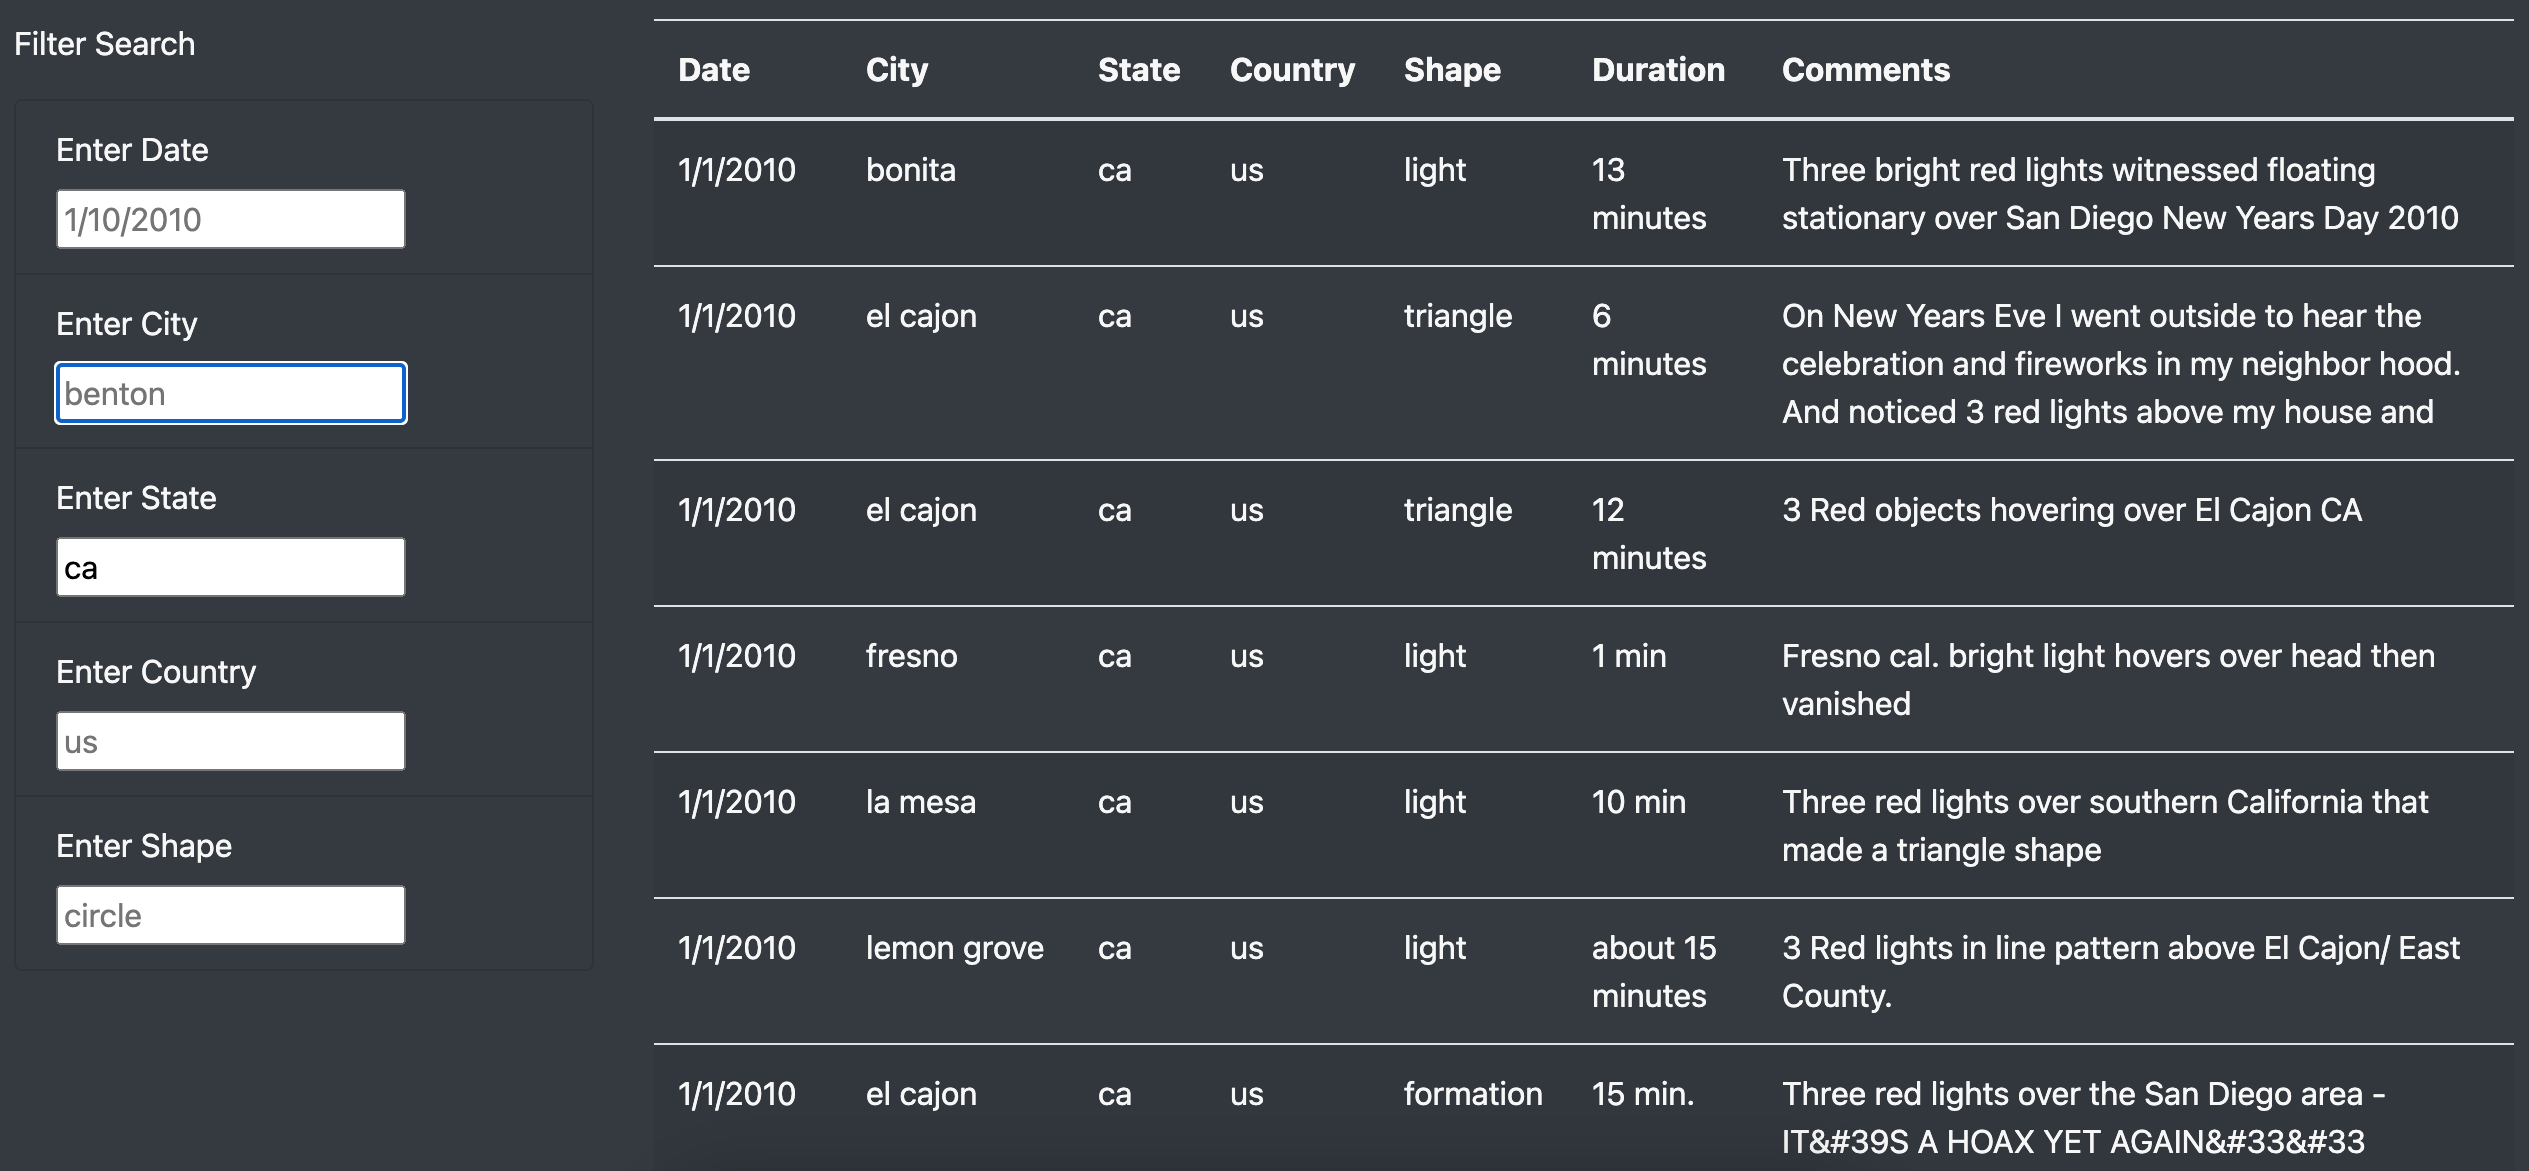 Filter Search
Enter Date
1/10/2010
Enter City
benton
Enter State
ca
Enter Country
us
Enter Shape
circle
Date City State Country Shape Duration Comments
1/1/2010 bonita ca us light 13 Three bright red lights witnessed floating
minutes stationary over San Diego New Years Day 2010
1/1/2010 el cajon ca us triangle 6 On New Years Eve I went outside to hear the
minutes celebration and fireworks in my neighbor hood.
And noticed 3 red lights above my house and
1/1/2010 el cajon ca us triangle 12 3 Red objects hovering over El Cajon CA
minutes
1/1/2010 fresno ca us light 1 min Fresno cal. bright light hovers over head then
vanished
1/1/2010 la mesa ca us light 10 min Three red lights over southern California that
made a triangle shape
1/1/2010 lemon grove ca us light about 15 3 Red lights in line pattern above El Cajon/ East
minutes County.
1/1/2010 el cajon ca us formation 15 min. Three red lights over the San Diego area -
IT&#39S A HOAX YET AGAIN&#33&#33